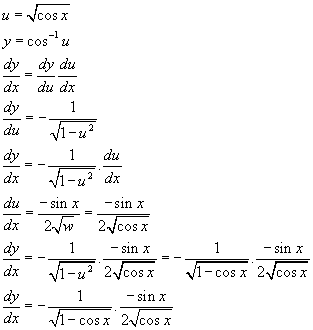 u = √cos x
y = cos⁻¹ u
dy/dx = dy/du du/dx
dy/du = − 1/√(1−u²)
dy/dx = − 1/√(1−u²) . du/dx
du/dx = −sin x/2√w = −sin x/2√cos x
dy/dx = − 1/√(1−u²) . −sin x/2√cos x = − 1/√(1−cos x) . −sin x/2√cos x
dy/dx = − 1/√(1−cos x) . −sin x/2√cos x